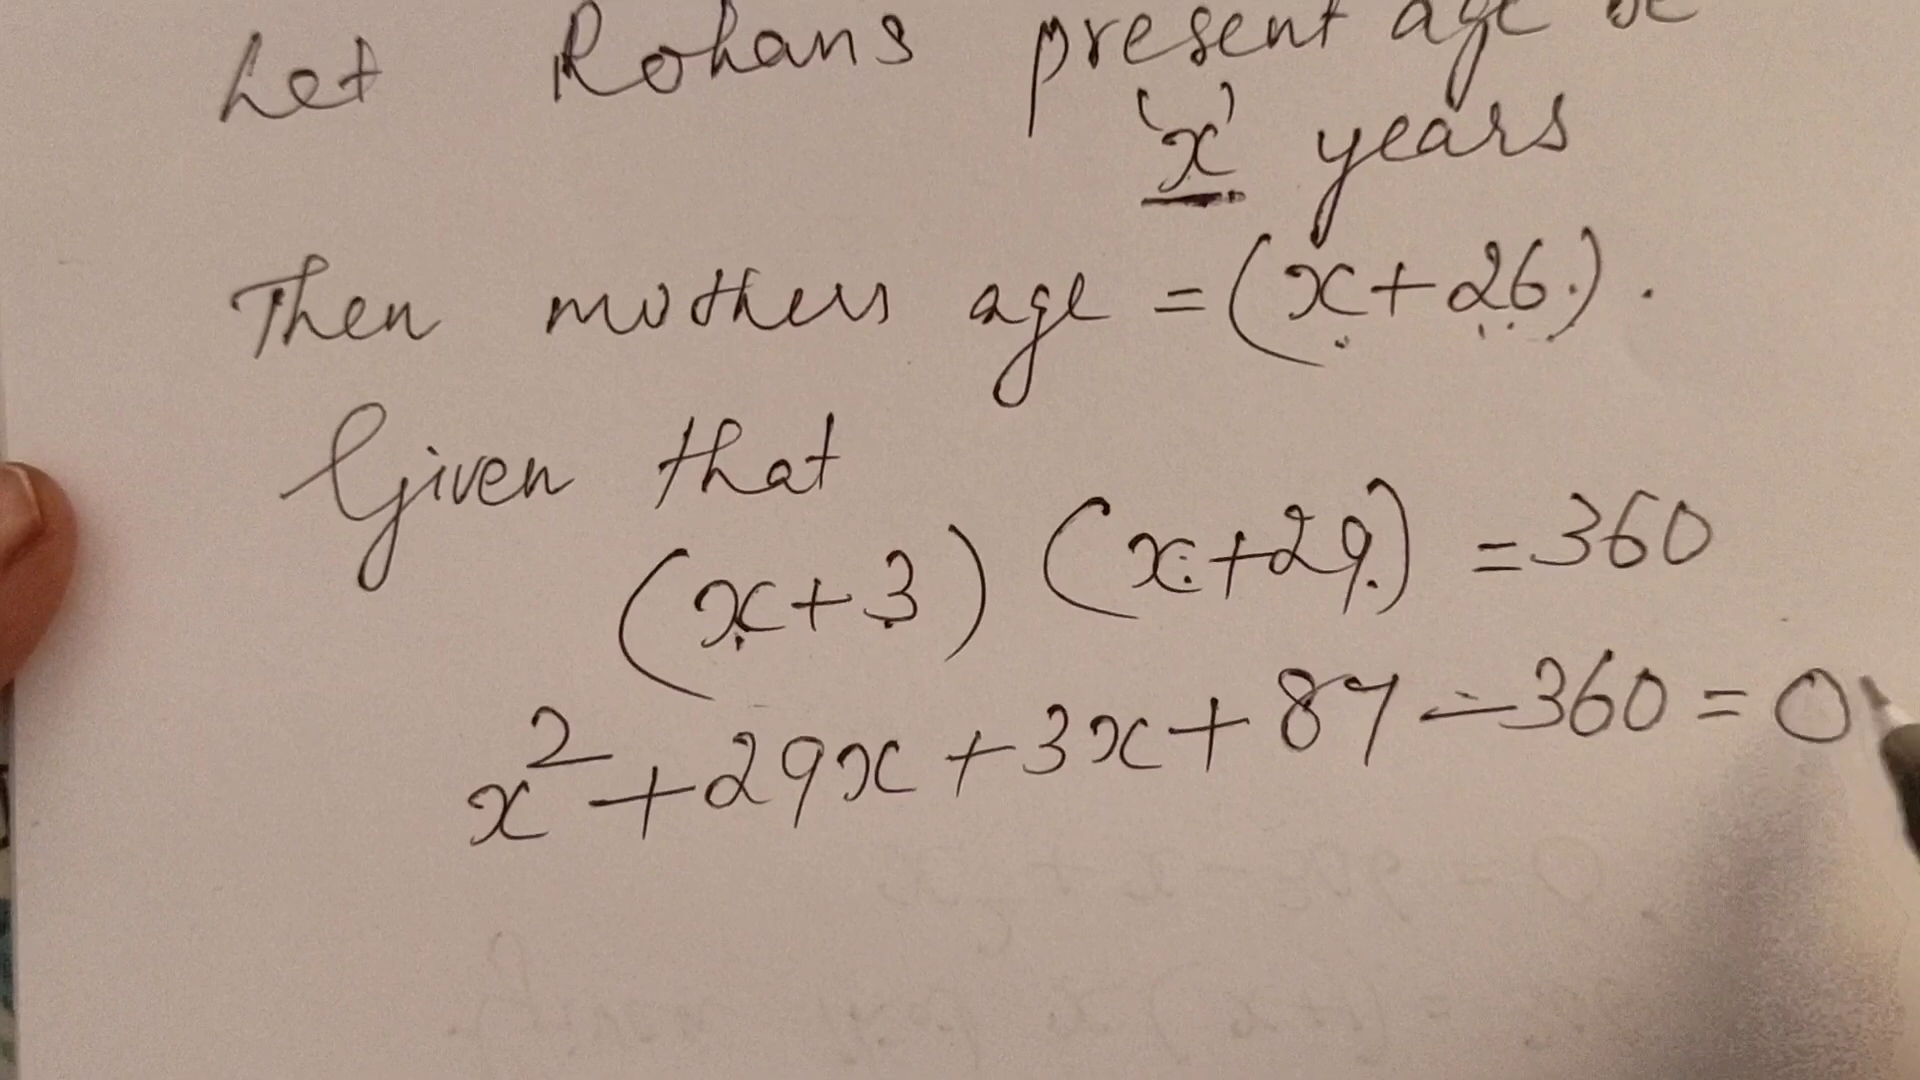 Let Rohans present age be
'x' years
Then mothers age = (x+26).
Given that
(x+3) (x+29) = 360
x² + 29x + 3x + 87 - 360 = 0